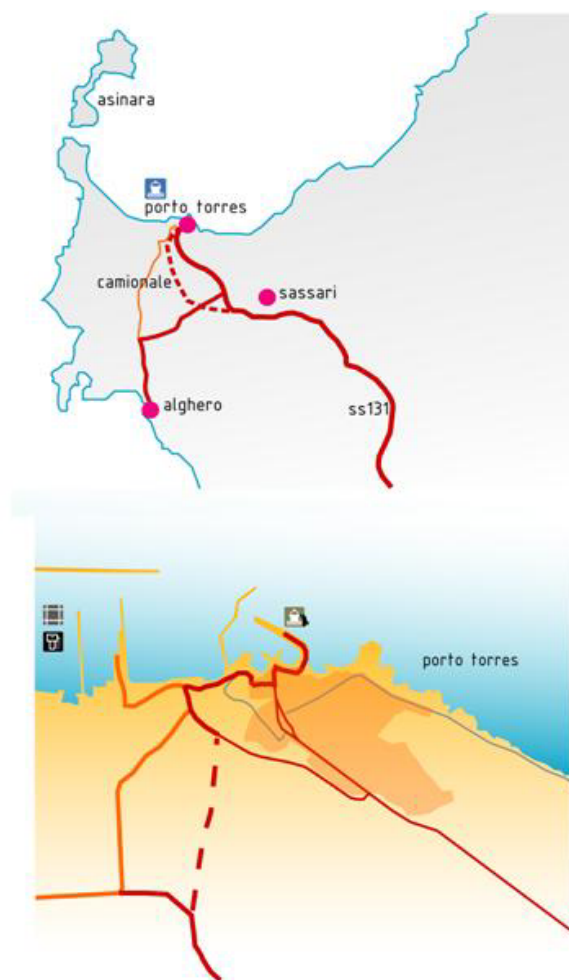 asinara
porto torres
camionale
sassari
alghero
ss131
porto torres